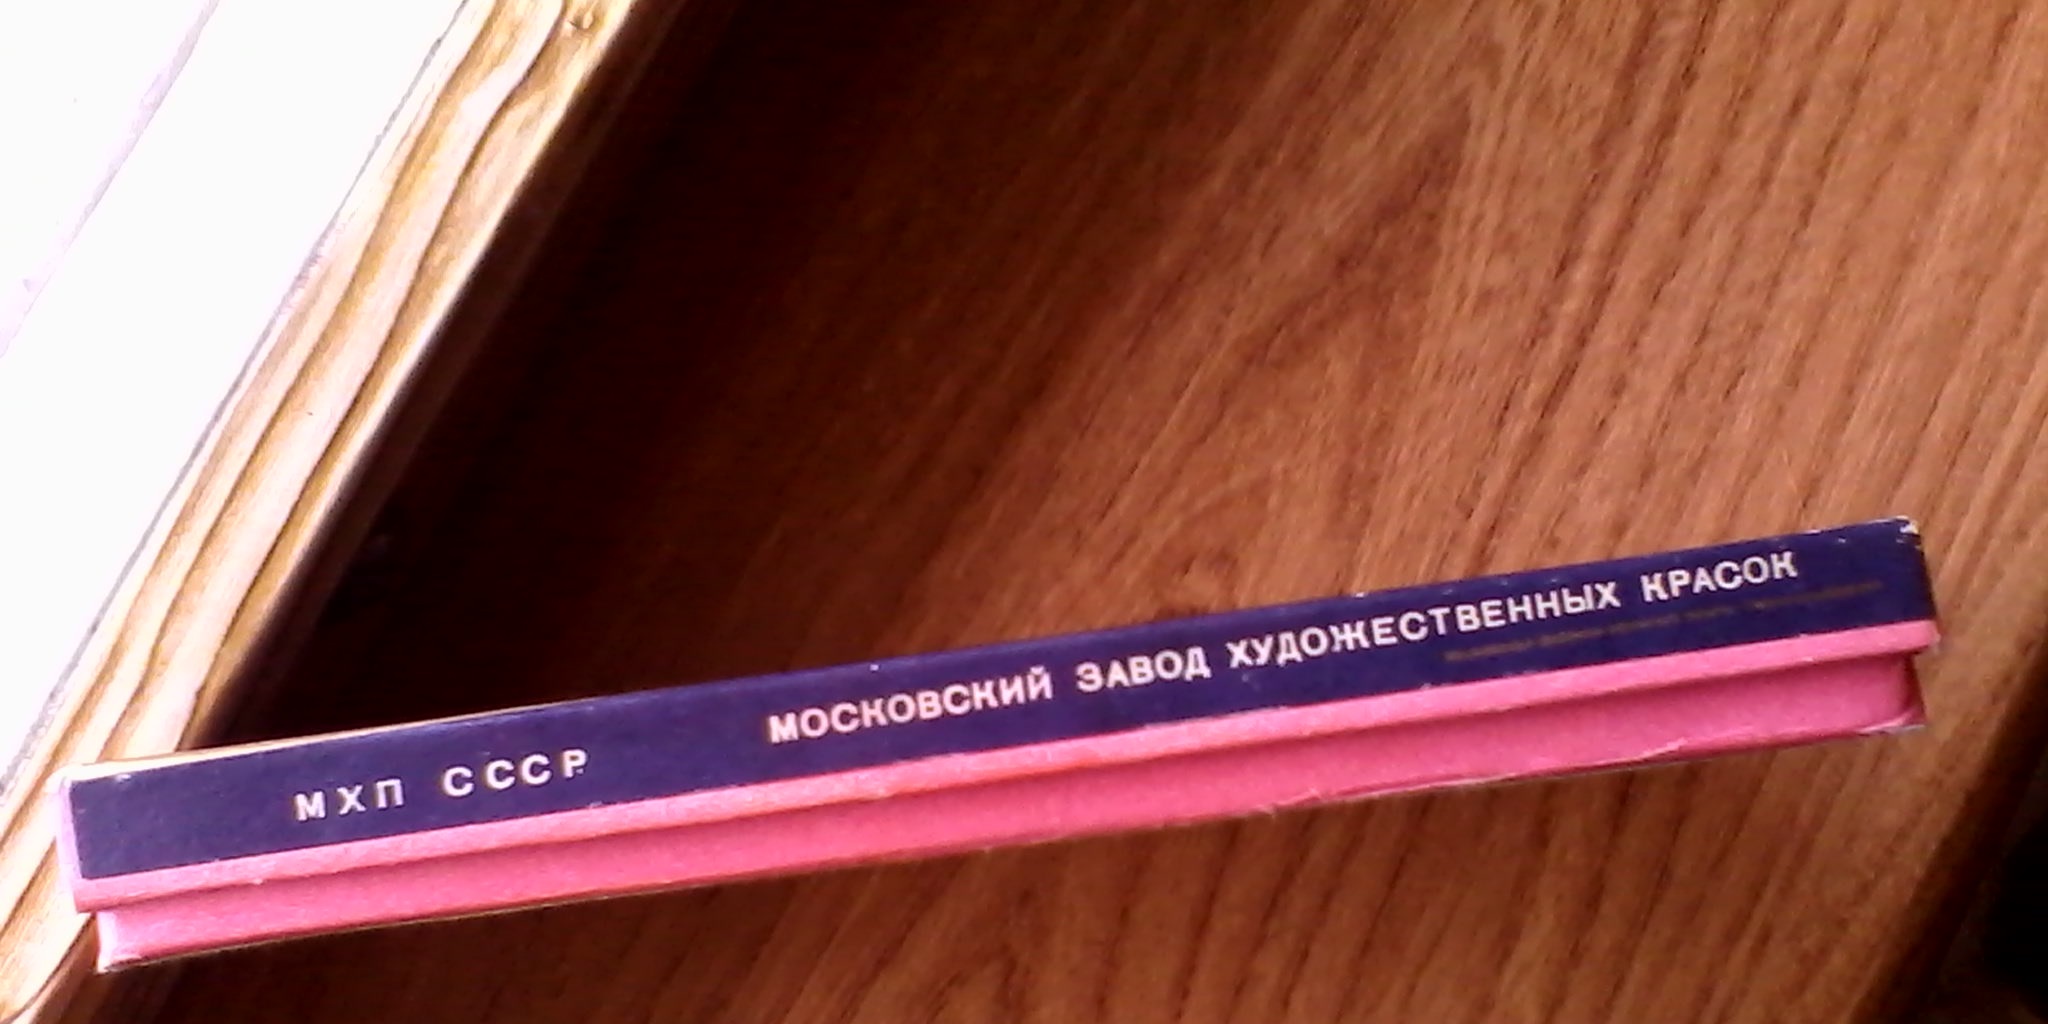 МХП СССР МОСКОВСКИЙ ЗАВОД ХУДОЖЕСТВЕННЫХ КРАСОК